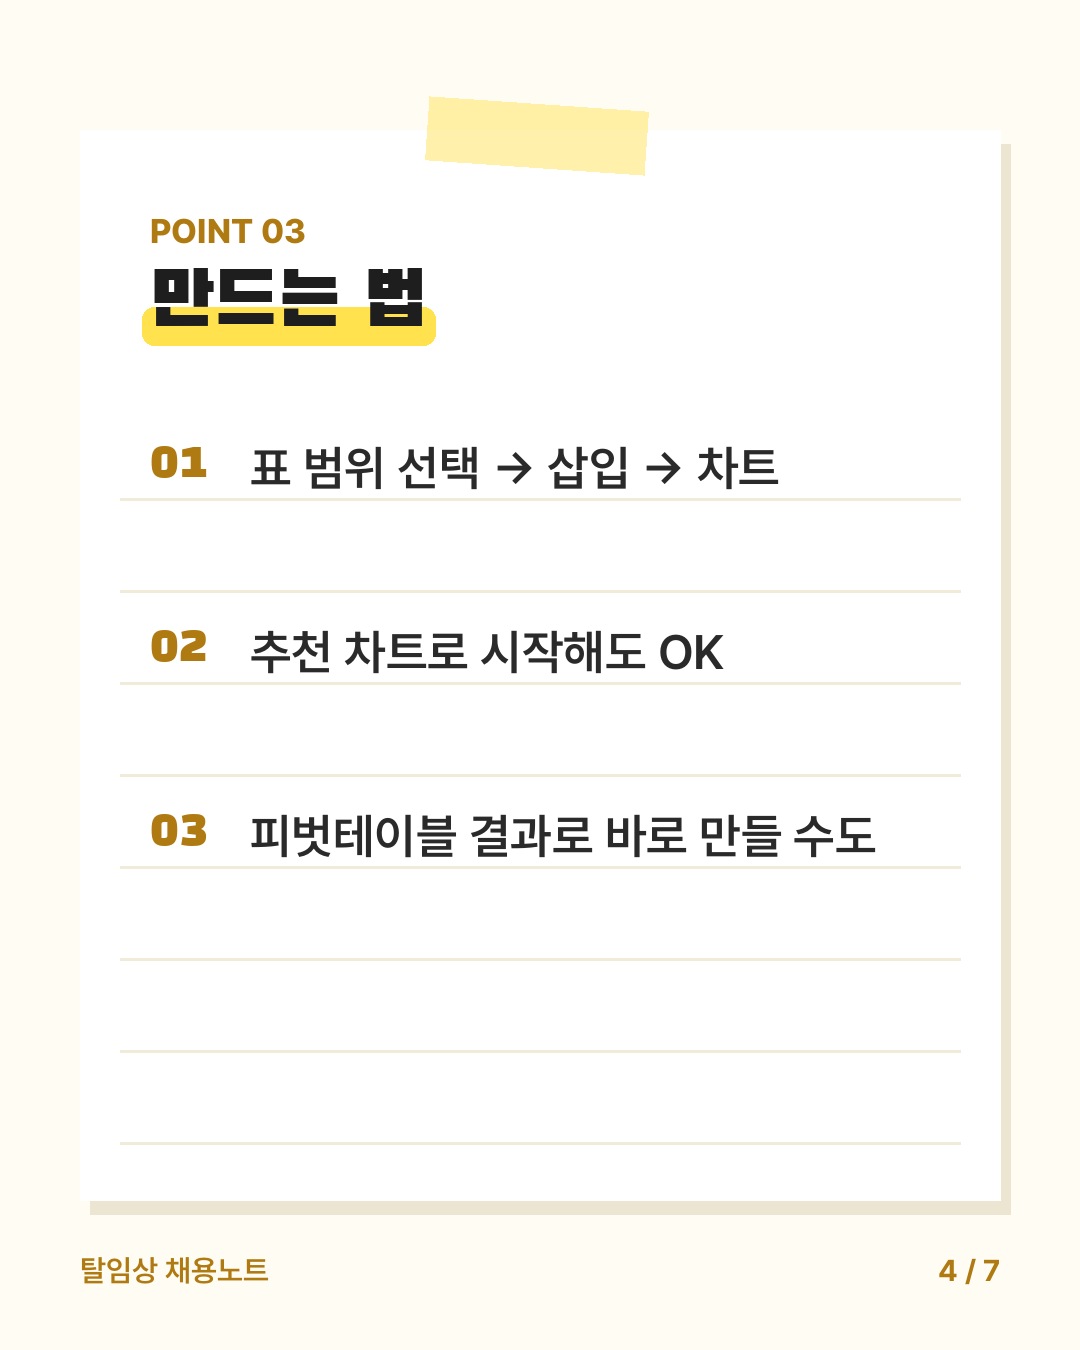 POINT 03
만드는 법
01 표 범위 선택 → 삽입 → 차트
02 추천 차트로 시작해도 OK
03 피벗테이블 결과로 바로 만들 수도
탈임상 채용노트
4 / 7